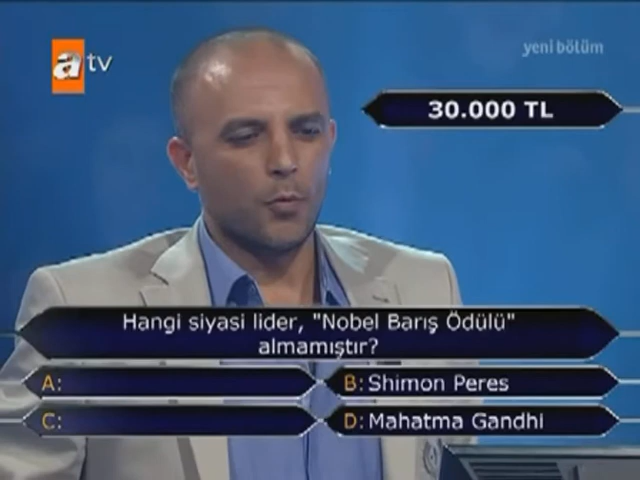 atv
yeni bölüm
30.000 TL
Hangi siyasi lider, "Nobel Barış Ödülü"
almamıştır?
A:
B: Shimon Peres
C:
D: Mahatma Gandhi